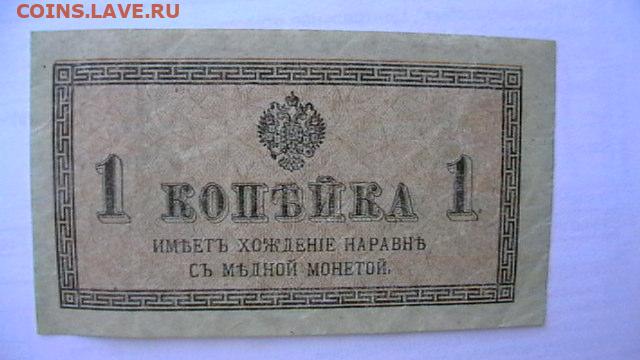 COINS.LAVE.RU
1 КОПѢЙКА 1
ИМѢЕТЪ ХОЖДЕНІЕ НАРАВНѢ
СЪ МѢДНОЙ МОНЕТОЙ.